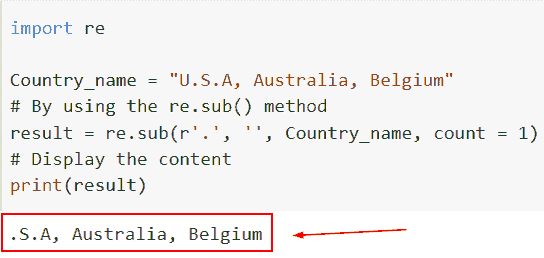 import re
Country_name = "U.S.A, Australia, Belgium"
# By using the re.sub() method
result = re.sub(r'.', '', Country_name, count = 1)
# Display the content
print(result)
.S.A, Australia, Belgium